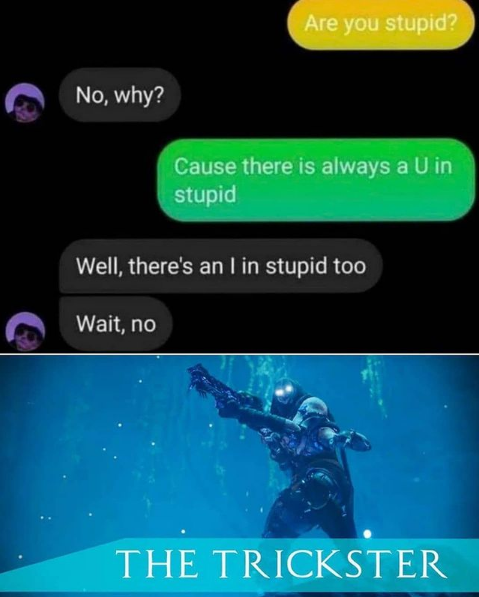 Are you stupid?
No, why?
Cause there is always a U in
stupid
Well, there's an I in stupid too
Wait, no
THE TRICKSTER